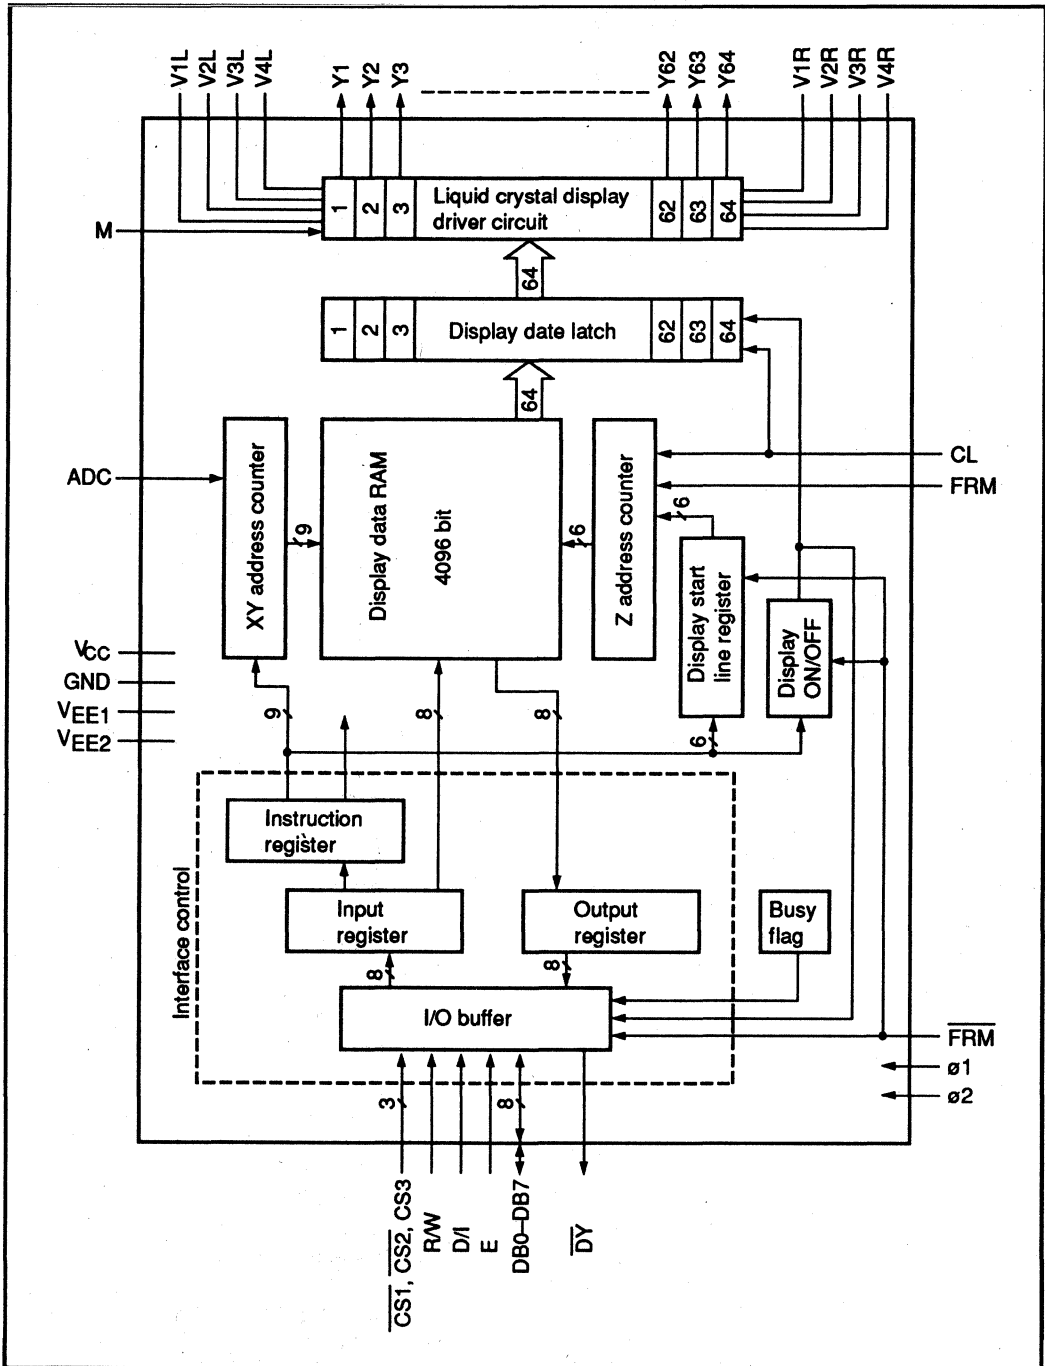 V1L
V2L
V3L
V4L
Y1
Y2
Y3
Y62
Y63
Y64
V1R
V2R
V3R
V4R
M
1
2
3
Liquid crystal display
driver circuit
62
63
64
64
1
2
3
Display date latch
62
63
64
64
ADC
XY address counter
9
Display data RAM
4096 bit
6
Z address counter
6
Display start
line register
Display
ON/OFF
CL
FRM
VCC
GND
VEE1
VEE2
9
8
8
6
Interface control
Instruction
register
Input
register
Output
register
Busy
flag
8
8
I/O buffer
F̅R̅M̅
ø1
ø2
3
8
C̅S̅1̅, C̅S̅2̅, CS3
R/W
D/I
E
DB0–DB7
D̅Y̅